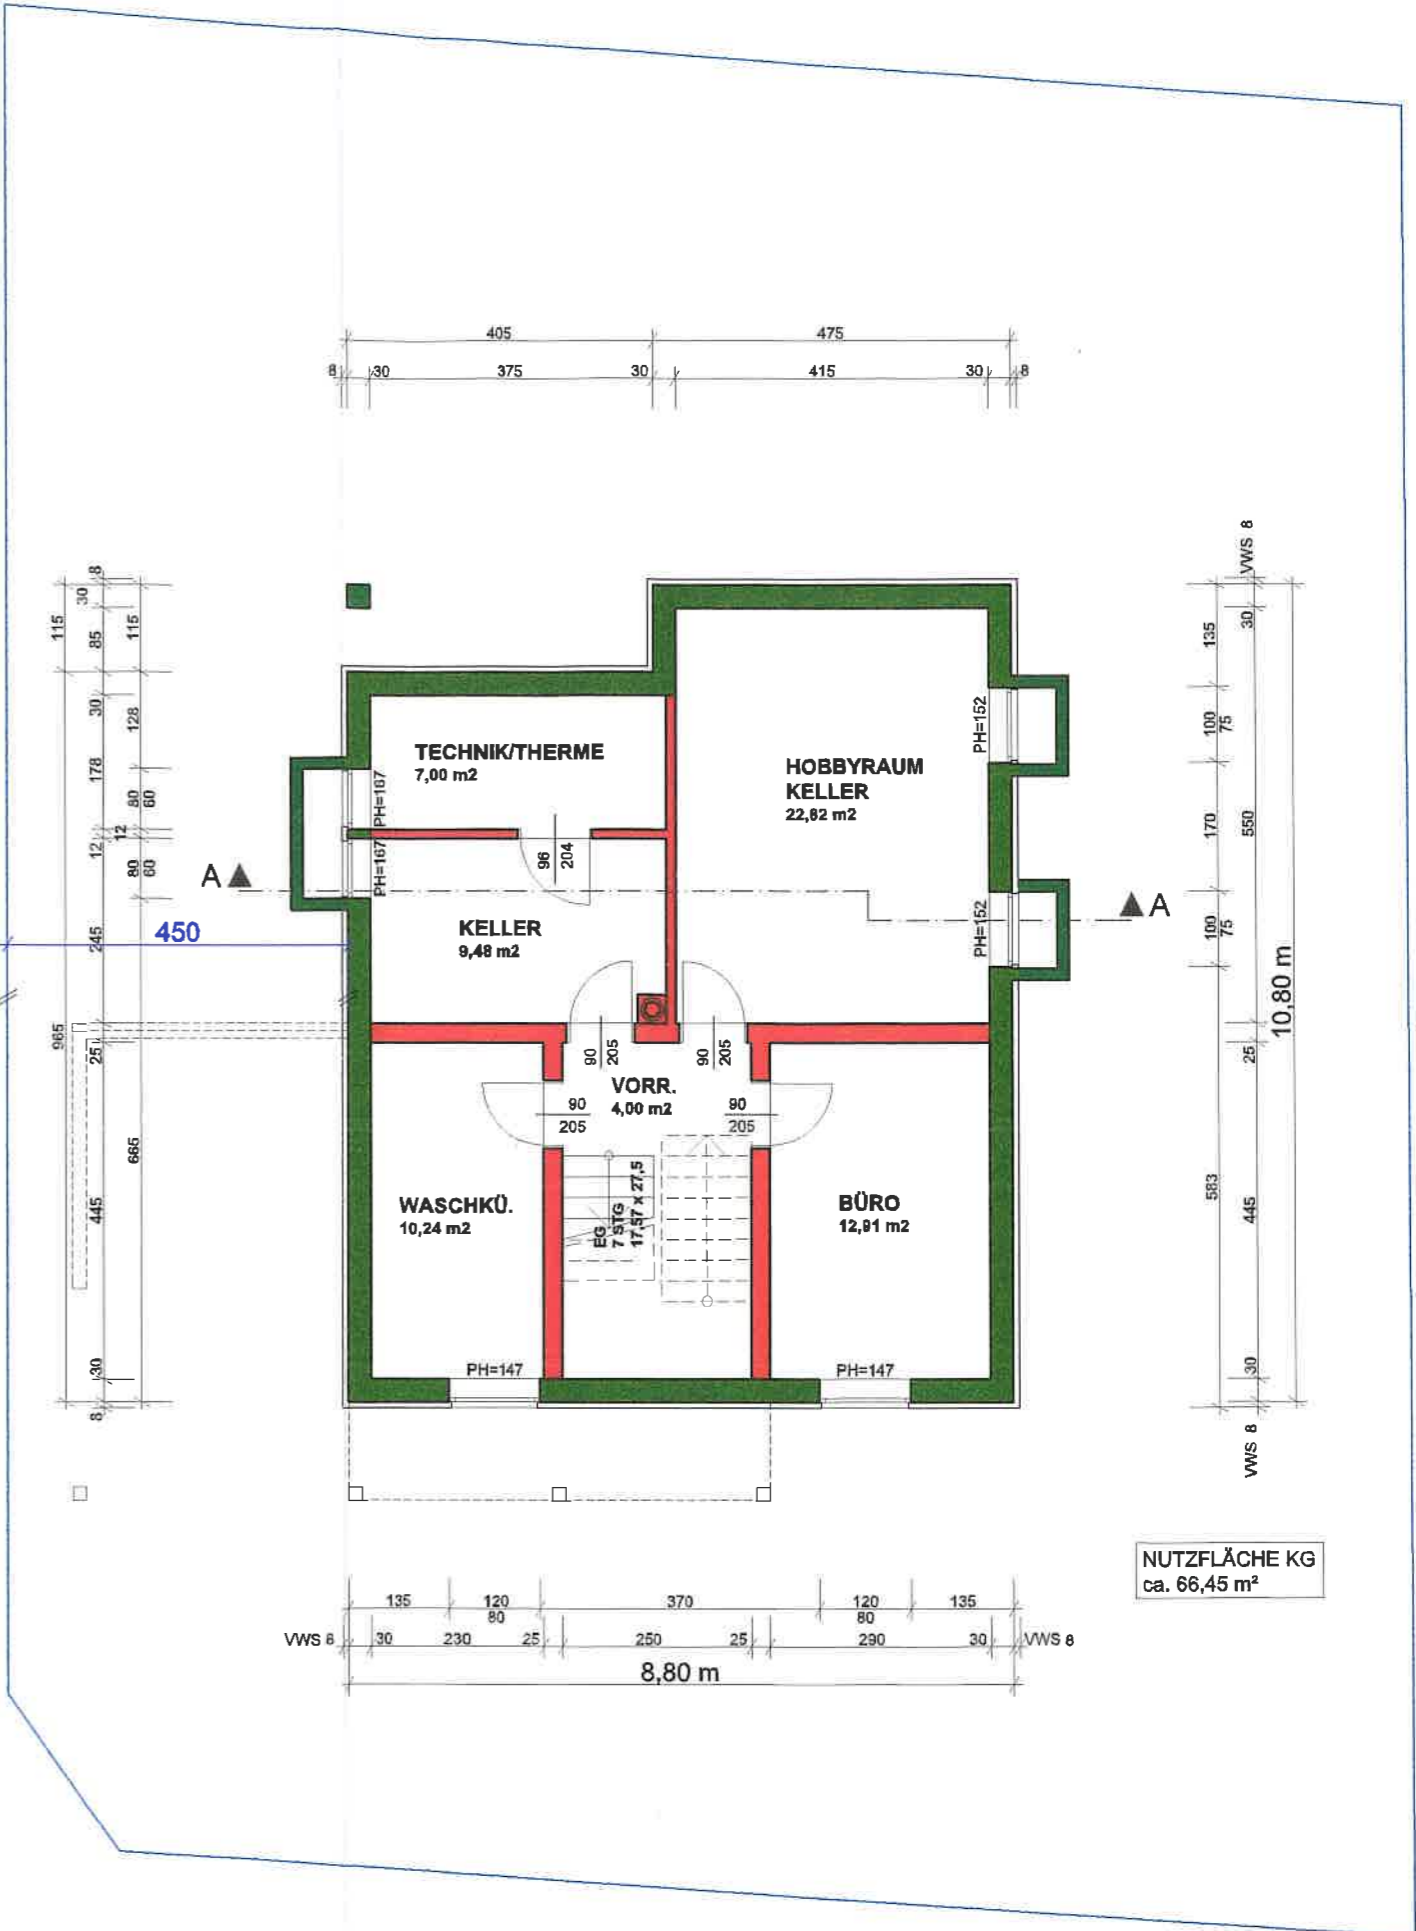 405
475
8
30
375
30
415
30
8
115
30
8
85
115
30
128
178
80
60
12
12
80
60
245
965
25
665
445
30
8
450
A
A
TECHNIK/THERME
7,00 m2
PH=167
PH=167
96
204
KELLER
9,48 m2
HOBBYRAUM
KELLER
22,82 m2
PH=152
PH=152
90
205
90
205
VORR.
4,00 m2
90
205
90
205
WASCHKÜ.
10,24 m2
EG
7 STG
17,57 x 27,5
BÜRO
12,91 m2
PH=147
PH=147
VWS 8
135
30
100
75
170
550
100
75
10,80 m
25
583
445
30
VWS 8
NUTZFLÄCHE KG
ca. 66,45 m²
135
120
80
370
120
80
135
VWS 8
30
230
25
250
25
290
30
VWS 8
8,80 m